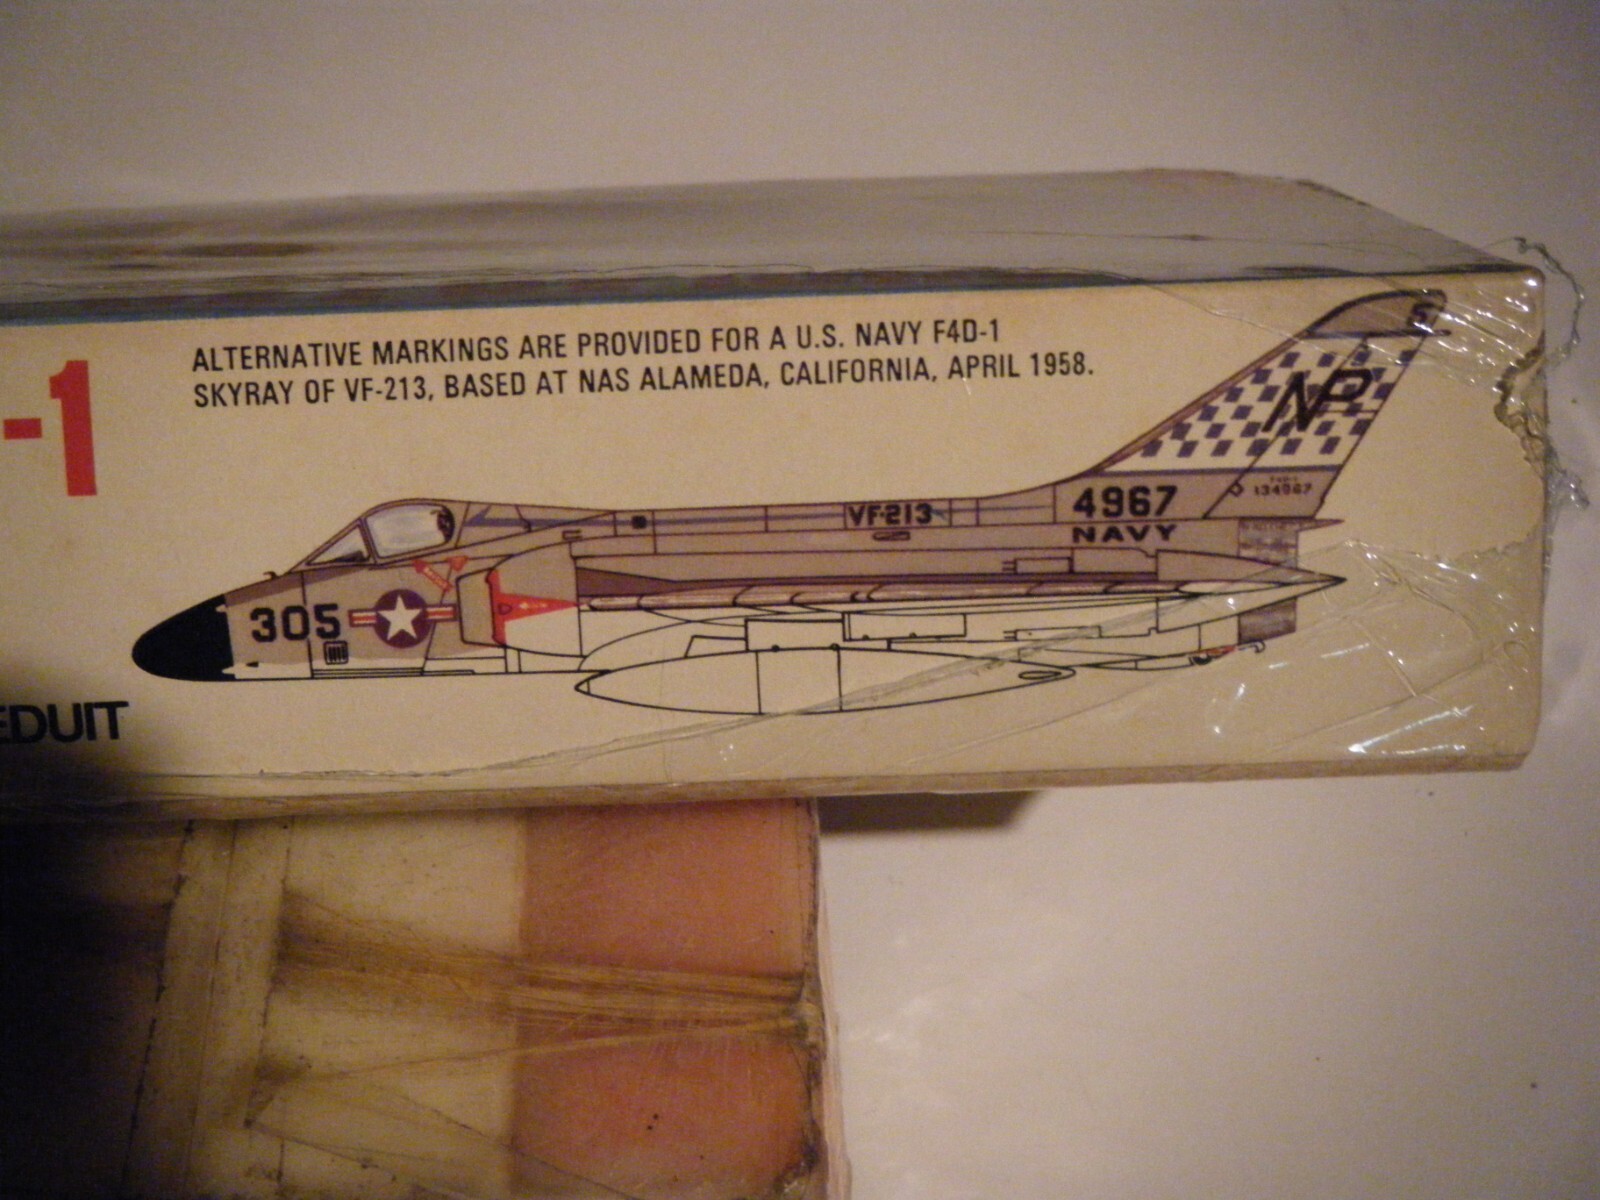 ALTERNATIVE MARKINGS ARE PROVIDED FOR A U.S. NAVY F4D-1
SKYRAY OF VF-213, BASED AT NAS ALAMEDA, CALIFORNIA, APRIL 1958.
-1
NP
VF-213
4967
134967
NAVY
305
EDUIT